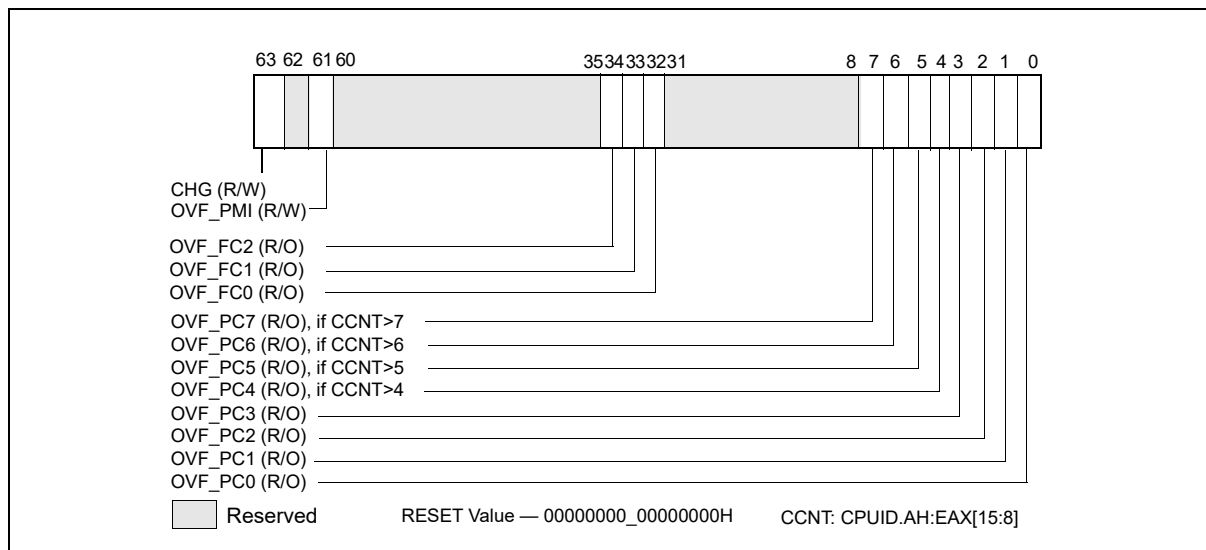 63 62 61 60 35 34 33 32 31 8 7 6 5 4 3 2 1 0
CHG (R/W)
OVF_PMI (R/W)
OVF_FC2 (R/O)
OVF_FC1 (R/O)
OVF_FC0 (R/O)
OVF_PC7 (R/O), if CCNT>7
OVF_PC6 (R/O), if CCNT>6
OVF_PC5 (R/O), if CCNT>5
OVF_PC4 (R/O), if CCNT>4
OVF_PC3 (R/O)
OVF_PC2 (R/O)
OVF_PC1 (R/O)
OVF_PC0 (R/O)
Reserved RESET Value — 00000000_00000000H CCNT: CPUID.AH:EAX[15:8]